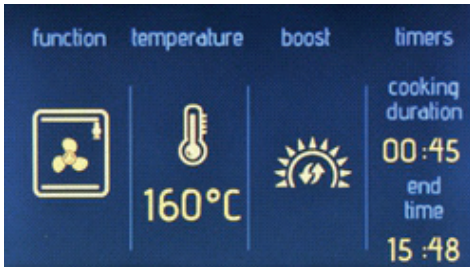 function temperature boost timers
cooking
duration
00:45
160°C
end
time
15:48